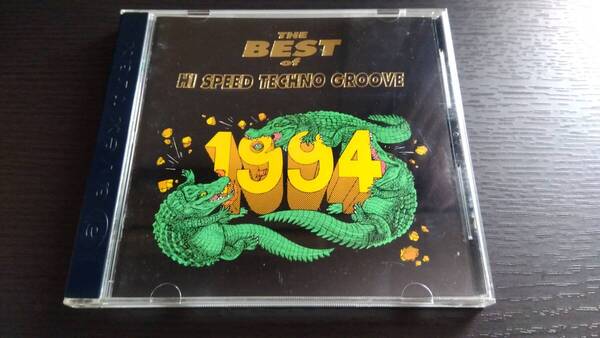 THE
BEST
of
HI SPEED TECHNO GROOVE
1994